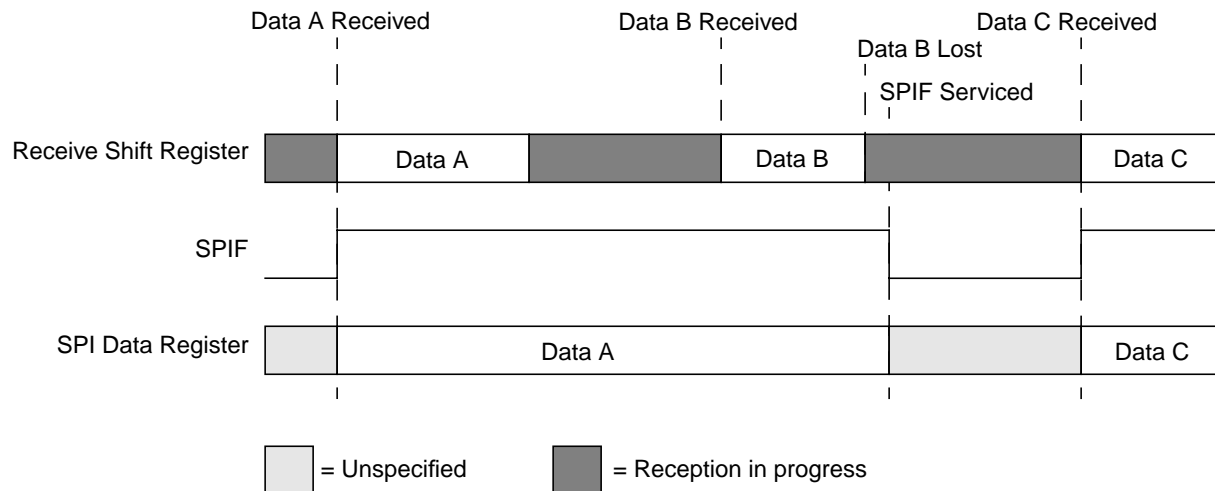 Data A Received
Data B Received
Data C Received
Data B Lost
SPIF Serviced
Receive Shift Register
Data A
Data B
Data C
SPIF
SPI Data Register
Data A
Data C
= Unspecified
= Reception in progress